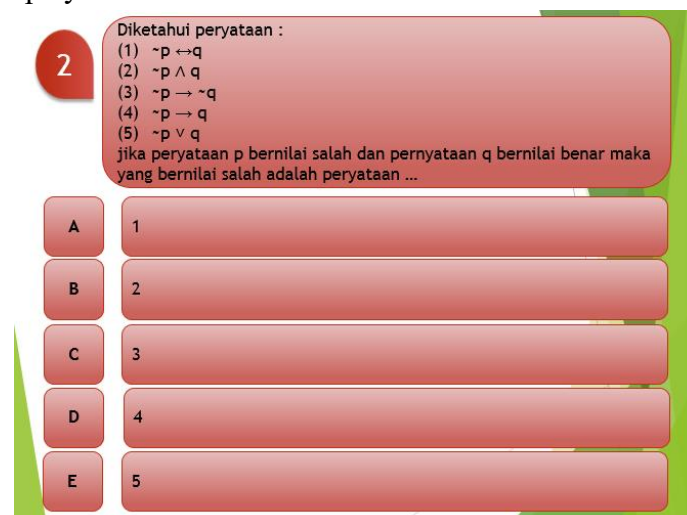 2
Diketahui peryataan :
(1) ~p ↔q
(2) ~p ∧ q
(3) ~p → ~q
(4) ~p → q
(5) ~p ∨ q
jika peryataan p bernilai salah dan pernyataan q bernilai benar maka
yang bernilai salah adalah peryataan ...
A 1
B 2
C 3
D 4
E 5